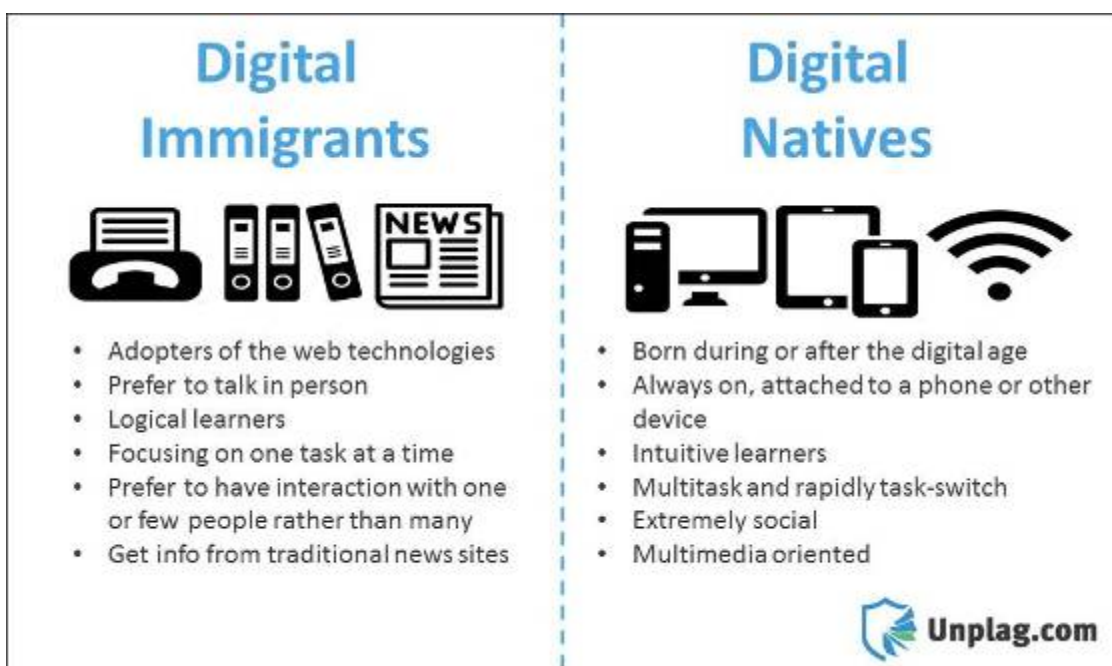 Digital
Immigrants
NEWS
• Adopters of the web technologies
• Prefer to talk in person
• Logical learners
• Focusing on one task at a time
• Prefer to have interaction with one
or few people rather than many
• Get info from traditional news sites
Digital
Natives
• Born during or after the digital age
• Always on, attached to a phone or other
device
• Intuitive learners
• Multitask and rapidly task-switch
• Extremely social
• Multimedia oriented
Unplag.com